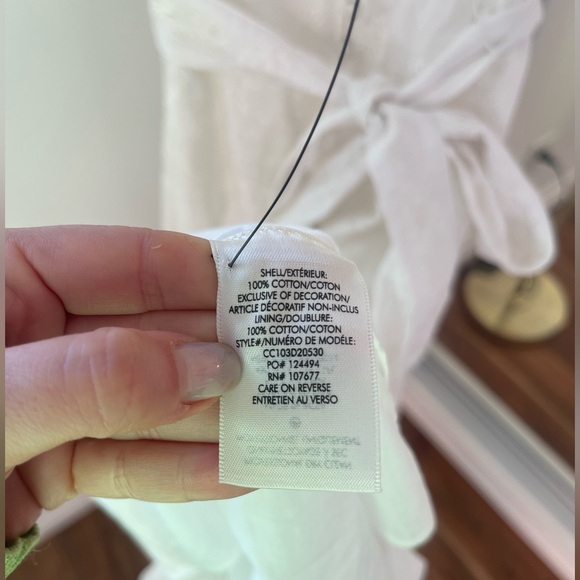 SHELL/EXTÉRIEUR:
100% COTTON/COTON
EXCLUSIVE OF DECORATION/
ARTICLE DÉCORATIF NON-INCLUS
LINING/DOUBLURE:
100% COTTON/COTON
STYLE#/NUMÉRO DE MODÈLE:
CC103D20530
PO# 124494
RN# 107677
CARE ON REVERSE
ENTRETIEN AU VERSO